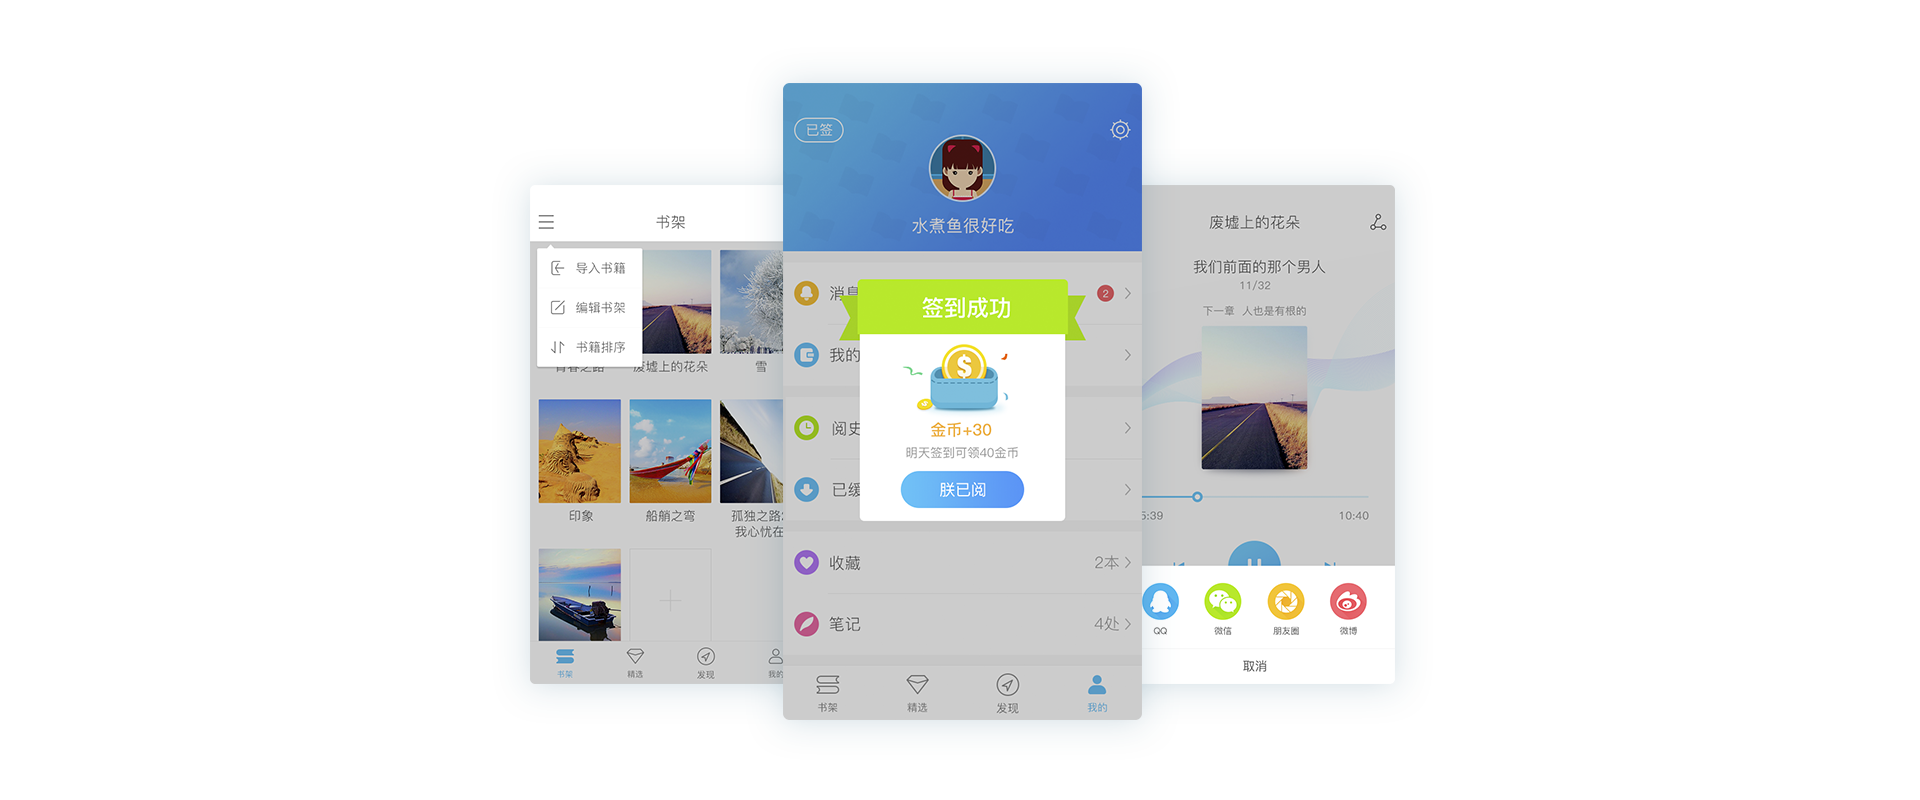 书架
导入书籍
编辑书架
书籍排序
青春之路
废墟上的花朵
雪
印象
船艄之弯
孤独之路
我心忧在
书架
精选
发现
我的
已签
水煮鱼很好吃
消息
2
我的
签到成功
金币+30
明天签到可领40金币
朕已阅
阅史
已缓
收藏
2本
笔记
4处
书架
精选
发现
我的
废墟上的花朵
我们前面的那个男人
11/32
下一章 人也是有根的
5:39
10:40
QQ
微信
朋友圈
微博
取消